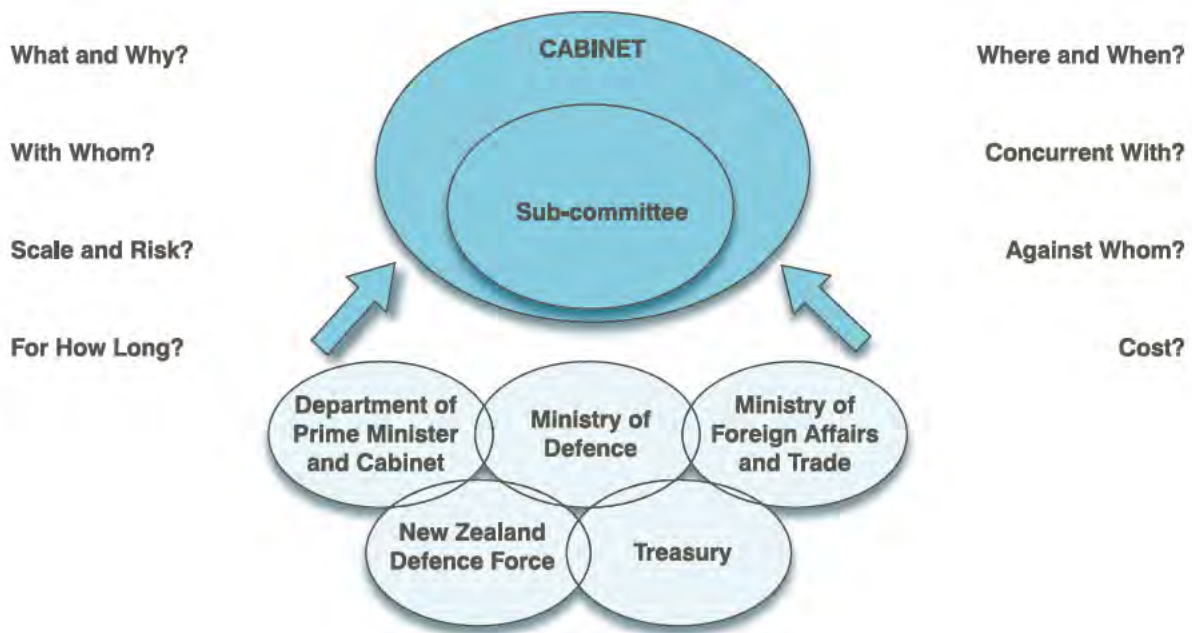 CABINET
What and Why?
Where and When?
With Whom?
Concurrent With?
Sub-committee
Scale and Risk?
Against Whom?
For How Long?
Cost?
Department of
Prime Minister
and Cabinet
Ministry of
Defence
Ministry of
Foreign Affairs
and Trade
New Zealand
Defence Force
Treasury